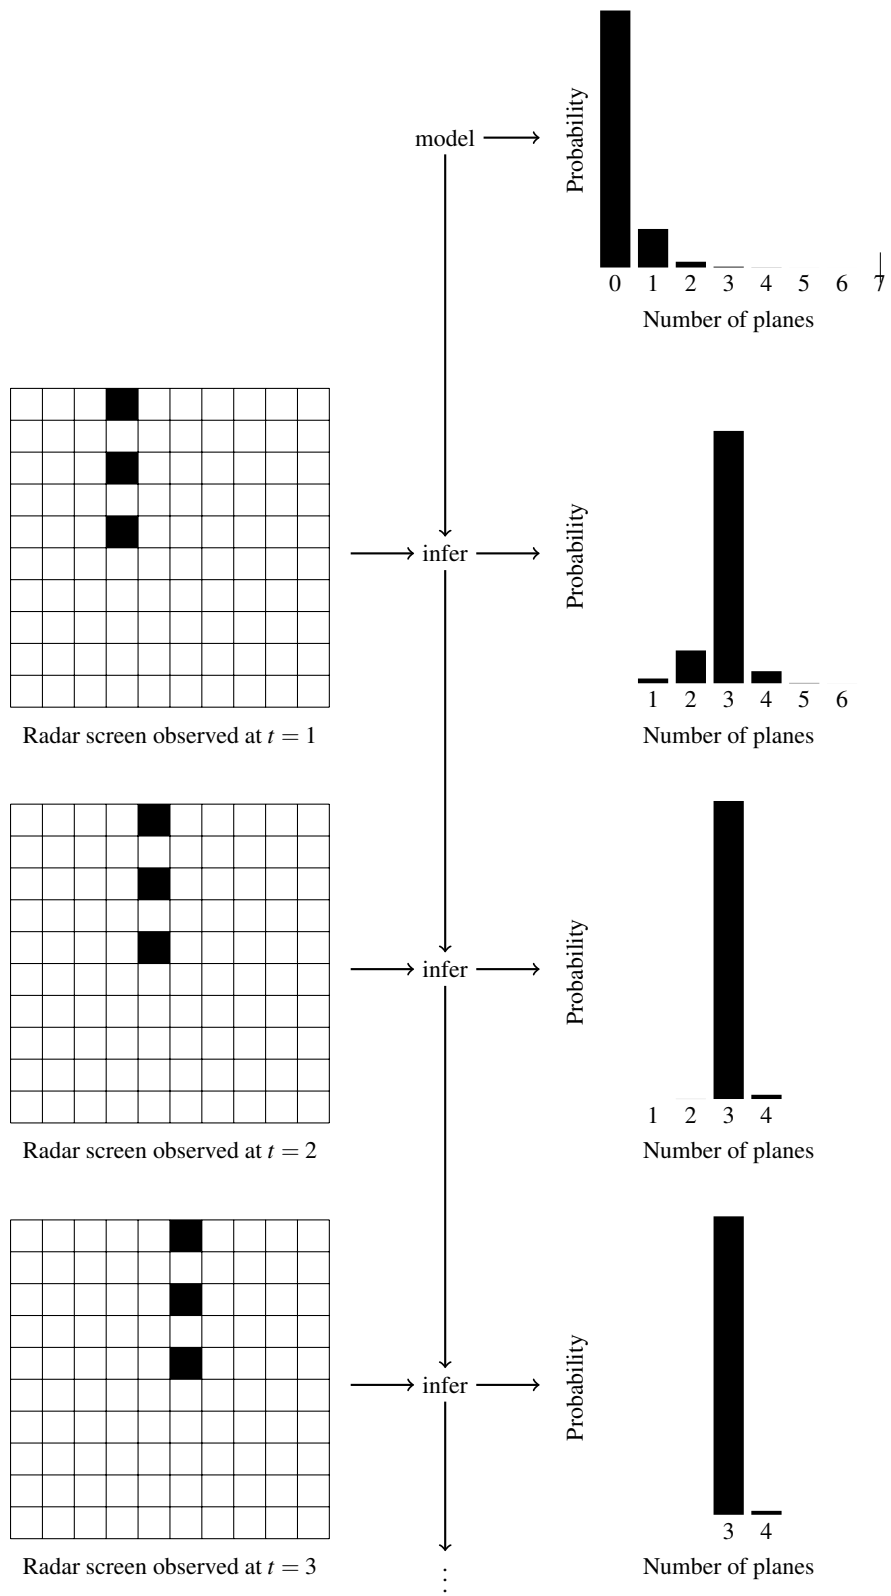 model
Probability
0 1 2 3 4 5 6 7
Number of planes
Probability
infer
1 2 3 4 5 6
Radar screen observed at t = 1
Number of planes
Probability
infer
1 2 3 4
Radar screen observed at t = 2
Number of planes
Probability
infer
3 4
Radar screen observed at t = 3
Number of planes